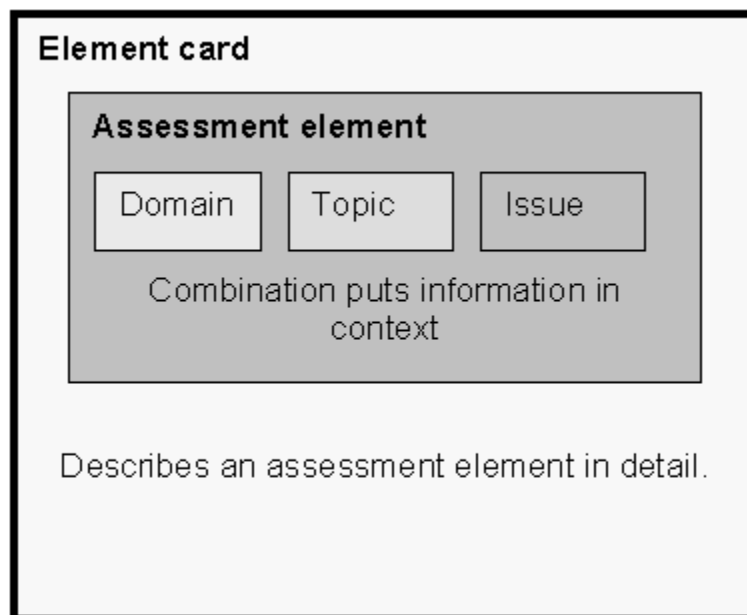 Element card
Assessment element
Domain
Topic
Issue
Combination puts information in
context
Describes an assessment element in detail.